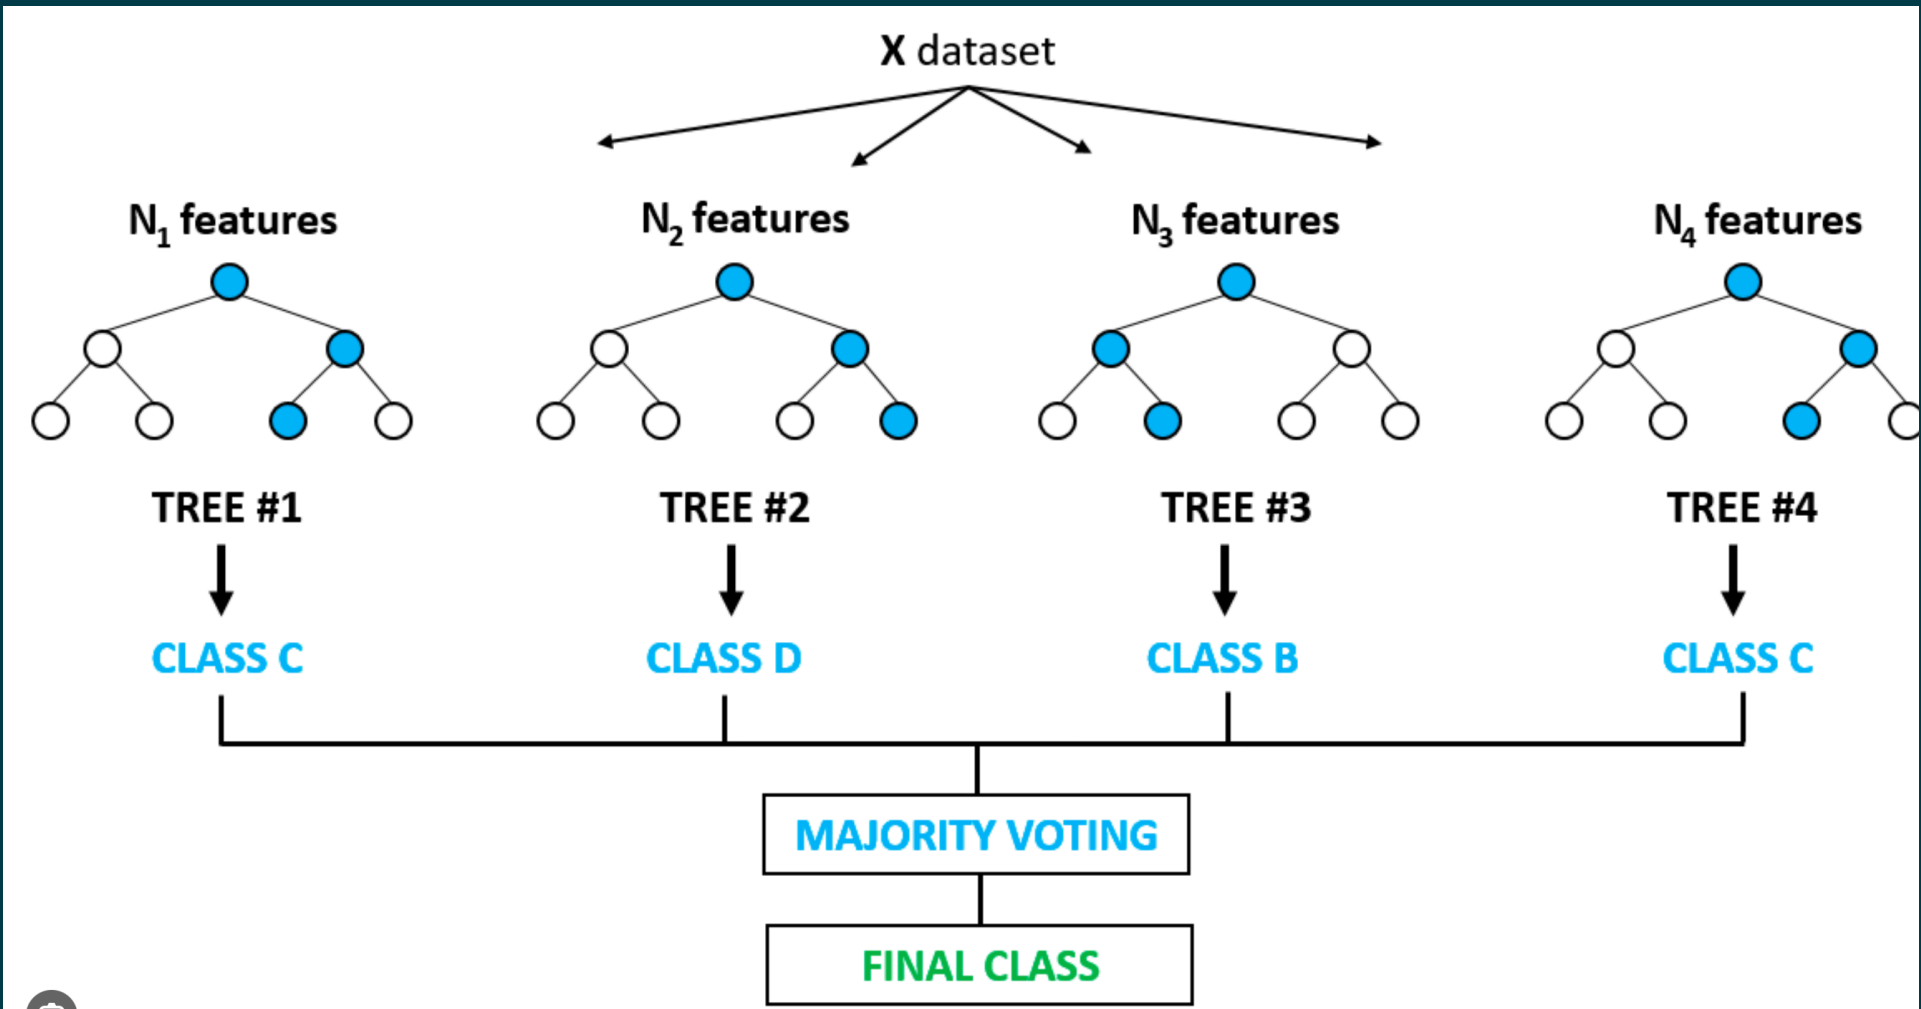 X dataset
N₁ features
N₂ features
N₃ features
N₄ features
TREE #1
TREE #2
TREE #3
TREE #4
CLASS C
CLASS D
CLASS B
CLASS C
MAJORITY VOTING
FINAL CLASS